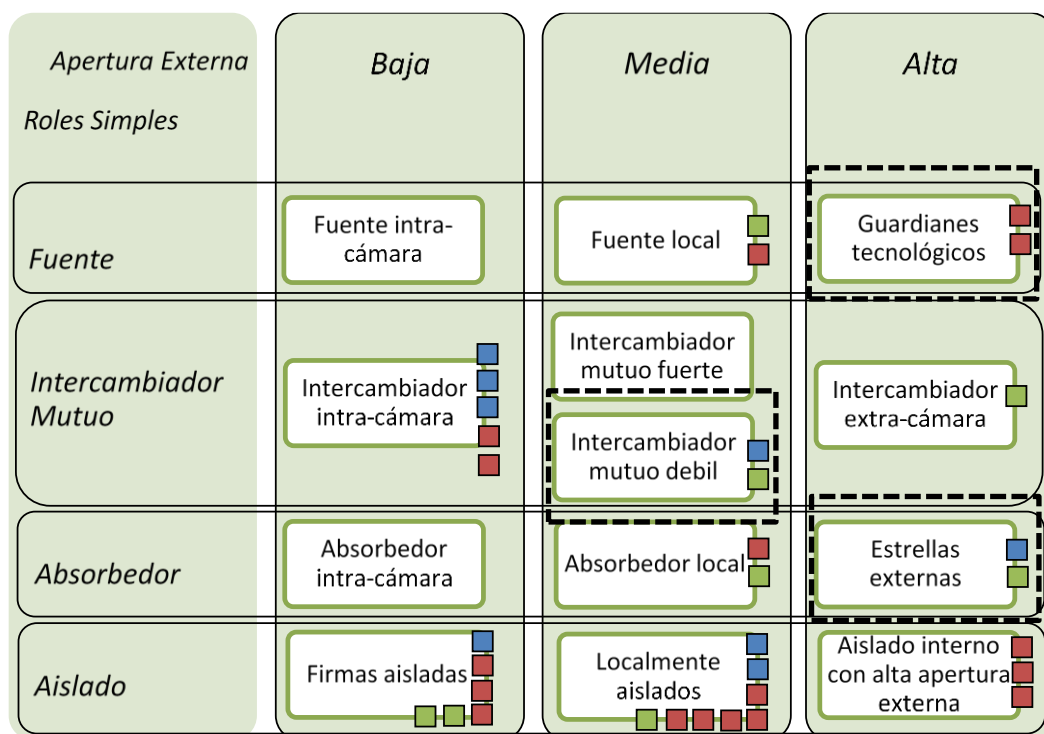 Apertura Externa
Roles Simples
Baja
Media
Alta
Fuente
Fuente intra-
cámara
Fuente local
Guardianes
tecnológicos
Intercambiador
Mutuo
Intercambiador
intra-cámara
Intercambiador
mutuo fuerte
Intercambiador
mutuo debil
Intercambiador
extra-cámara
Absorbedor
Absorbedor
intra-cámara
Absorbedor local
Estrellas
externas
Aislado
Firmas aisladas
Localmente
aislados
Aislado interno
con alta apertura
externa